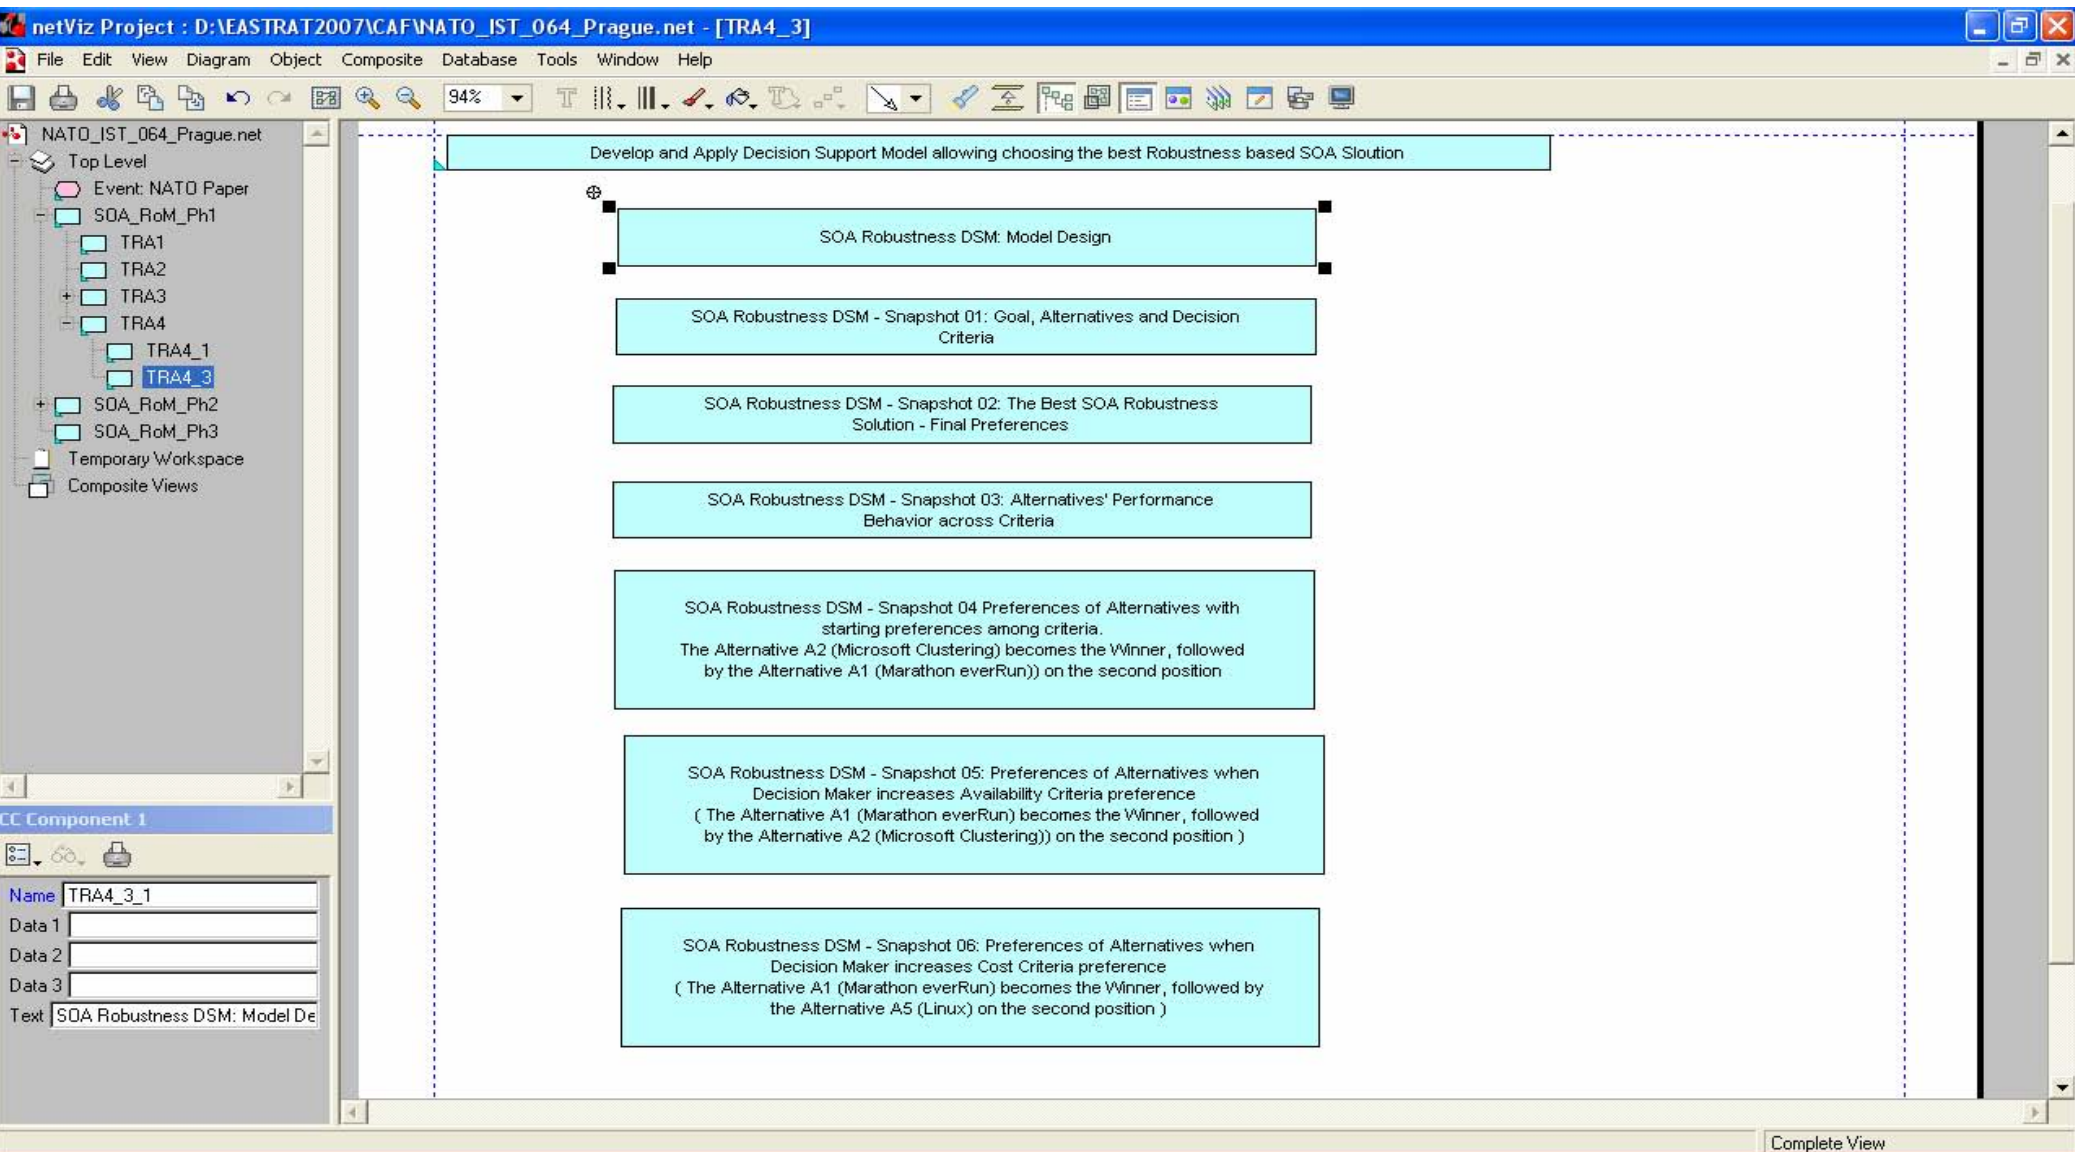 netViz Project : D:\EASTRAT2007\CAF\NATO_IST_064_Prague.net - [TRA4_3]
File Edit View Diagram Object Composite Database Tools Window Help
94%
NATO_IST_064_Prague.net
Top Level
Event: NATO Paper
SOA_RoM_Ph1
TRA1
TRA2
TRA3
TRA4
TRA4_1
TRA4_3
SOA_RoM_Ph2
SOA_RoM_Ph3
Temporary Workspace
Composite Views
CC Component 1
Name TRA4_3_1
Data 1
Data 2
Data 3
Text SOA Robustness DSM: Model De
Develop and Apply Decision Support Model allowing choosing the best Robustness based SOA Sloution
SOA Robustness DSM: Model Design
SOA Robustness DSM - Snapshot 01: Goal, Alternatives and Decision
Criteria
SOA Robustness DSM - Snapshot 02: The Best SOA Robustness
Solution - Final Preferences
SOA Robustness DSM - Snapshot 03: Alternatives' Performance
Behavior across Criteria
SOA Robustness DSM - Snapshot 04 Preferences of Alternatives with
starting preferences among criteria.
The Alternative A2 (Microsoft Clustering) becomes the Winner, followed
by the Alternative A1 (Marathon everRun)) on the second position
SOA Robustness DSM - Snapshot 05: Preferences of Alternatives when
Decision Maker increases Availability Criteria preference
( The Alternative A1 (Marathon everRun) becomes the Winner, followed
by the Alternative A2 (Microsoft Clustering)) on the second position )
SOA Robustness DSM - Snapshot 06: Preferences of Alternatives when
Decision Maker increases Cost Criteria preference
( The Alternative A1 (Marathon everRun) becomes the Winner, followed by
the Alternative A5 (Linux) on the second position )
Complete View